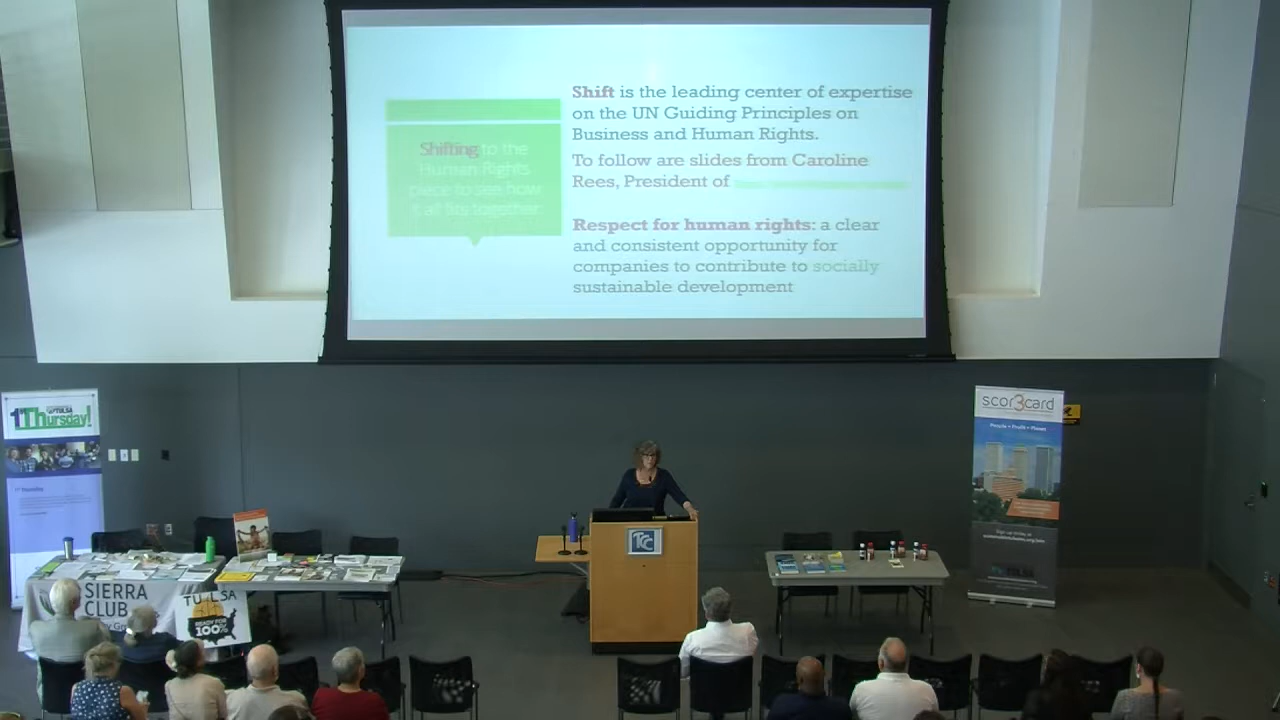 Shift is the leading center of expertise
on the UN Guiding Principles on
Business and Human Rights.
To follow are slides from Caroline
Rees, President of
Respect for human rights: a clear
and consistent opportunity for
companies to contribute to socially
sustainable development
Shifting to the
Human Rights
piece to see how
it all fits together.
1stThursday!
TULSA
1st Thursday
scor3card
People • Profit • Planet
TCC
SIERRA
CLUB
TULSA
READY FOR
100%